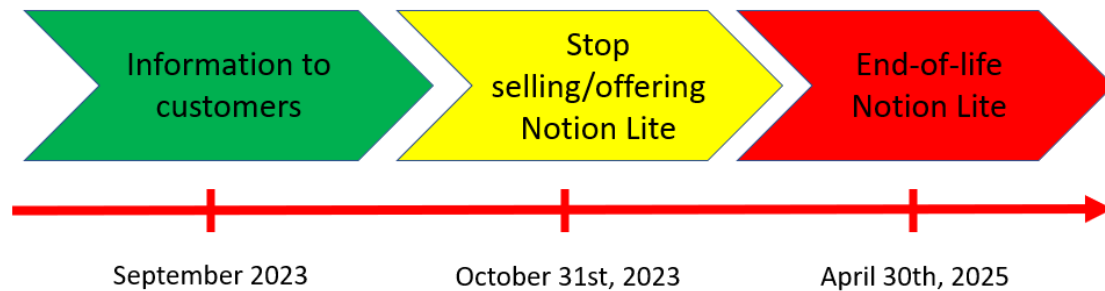 Information to
customers
Stop
selling/offering
Notion Lite
End-of-life
Notion Lite
September 2023
October 31st, 2023
April 30th, 2025